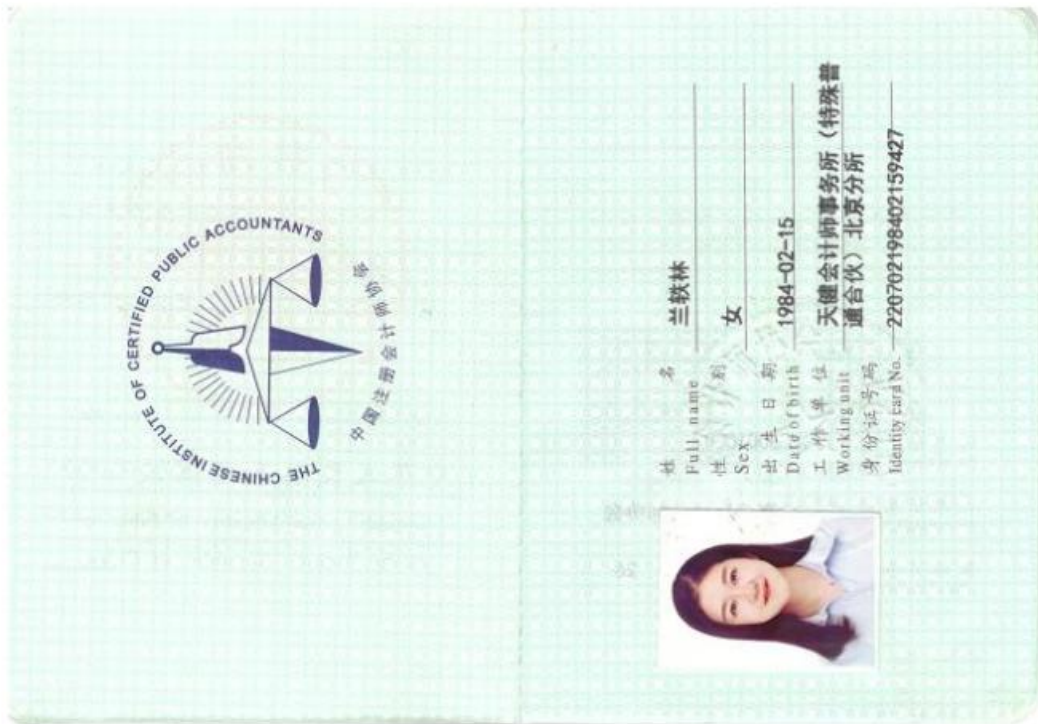 THE CHINESE INSTITUTE OF CERTIFIED PUBLIC ACCOUNTANTS
中国注册会计师协会
姓 名 兰轶林
Full name
性 别 女
Sex
出 生 日 期 1984-02-15
Date of birth
工 作 单 位 天健会计师事务所（特殊普
Working unit 通合伙）北京分所
身份证号码
Identity card No. 220702198402159427